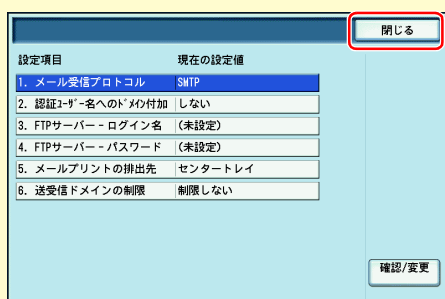 閉じる
設定項目 現在の設定値
1. メール受信プロトコル SMTP
2. 認証ﾕｰｻﾞｰ名へのﾄﾞﾒｲﾝ付加 しない
3. FTPサーバー - ログイン名 (未設定)
4. FTPサーバー - パスワード (未設定)
5. メールプリントの排出先 センタートレイ
6. 送受信ドメインの制限 制限しない
確認/変更